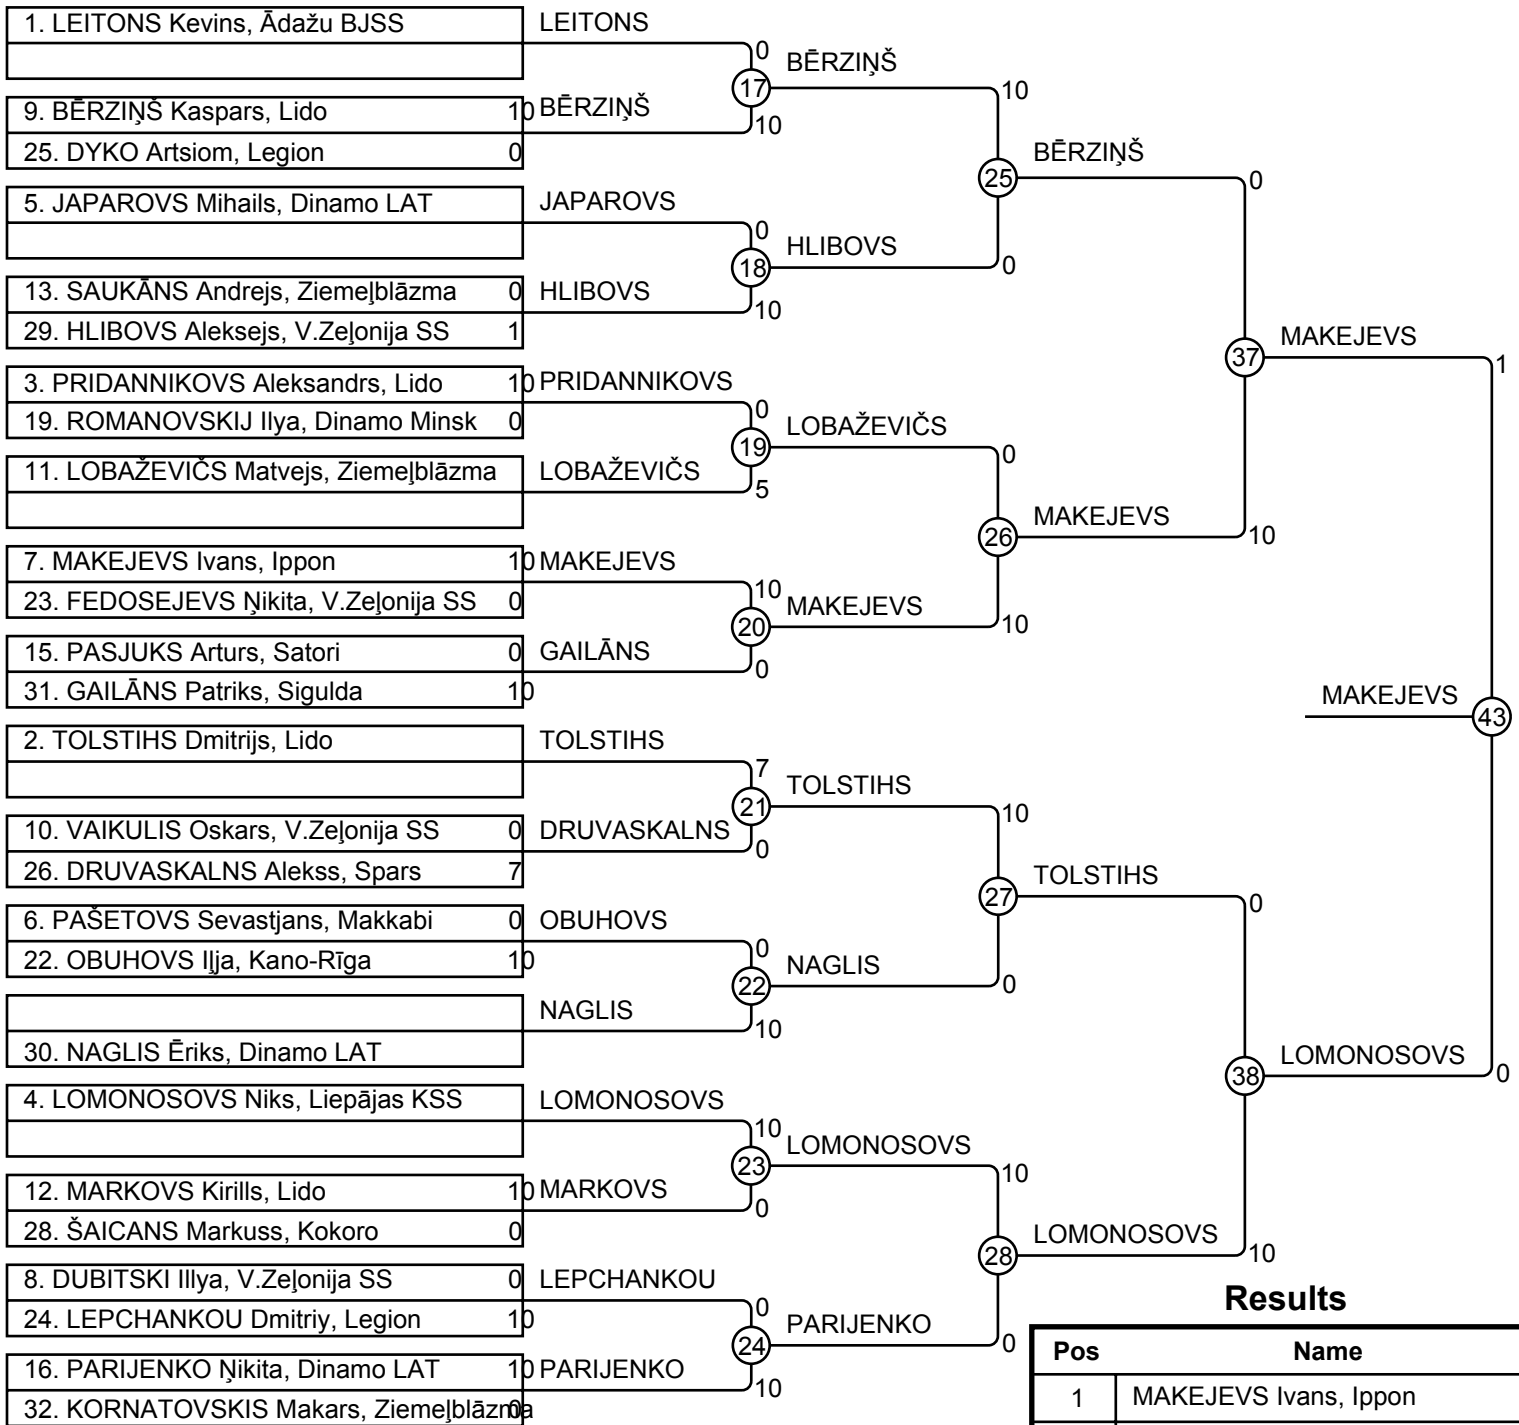 1. LEITONS Kevins, Ādažu BJSS LEITONS
0 BĒRZIŅŠ
17
9. BĒRZIŅŠ Kaspars, Lido 10 BĒRZIŅŠ 10
10
25. DYKO Artsiom, Legion 0 BĒRZIŅŠ
25
5. JAPAROVS Mihails, Dinamo LAT JAPAROVS 0
0 HLIBOVS
18 0
13. SAUKĀNS Andrejs, Ziemeļblāzma 0 HLIBOVS
10
29. HLIBOVS Aleksejs, V.Zeļonija SS 1 MAKEJEVS
37 1
3. PRIDANNIKOVS Aleksandrs, Lido 10 PRIDANNIKOVS
0
19. ROMANOVSKIJ Ilya, Dinamo Minsk 0 LOBAŽEVIČS
19 0
11. LOBAŽEVIČS Matvejs, Ziemeļblāzma LOBAŽEVIČS
5
MAKEJEVS
26 10
7. MAKEJEVS Ivans, Ippon 10 MAKEJEVS
10
23. FEDOSEJEVS Ņikita, V.Zeļonija SS 0 MAKEJEVS
20 10
15. PASJUKS Arturs, Satori 0 GAILĀNS
0
31. GAILĀNS Patriks, Sigulda 10 MAKEJEVS
43
2. TOLSTIHS Dmitrijs, Lido TOLSTIHS
7 TOLSTIHS
21 10
10. VAIKULIS Oskars, V.Zeļonija SS 0 DRUVASKALNS
0
26. DRUVASKALNS Alekss, Spars 7 TOLSTIHS
27 0
6. PAŠETOVS Sevastjans, Makkabi 0 OBUHOVS
0
22. OBUHOVS Iļja, Kano-Rīga 10 NAGLIS
22 0
NAGLIS
10
30. NAGLIS Ēriks, Dinamo LAT LOMONOSOVS
38 0
4. LOMONOSOVS Niks, Liepājas KSS LOMONOSOVS
10 LOMONOSOVS
23 10
12. MARKOVS Kirills, Lido 10 MARKOVS
0
28. ŠAICANS Markuss, Kokoro 0 LOMONOSOVS
28 10
8. DUBITSKI Illya, V.Zeļonija SS 0 LEPCHANKOU
0
24. LEPCHANKOU Dmitriy, Legion 10 PARIJENKO
24 0
16. PARIJENKO Ņikita, Dinamo LAT 10 PARIJENKO
10
32. KORNATOVSKIS Makars, Ziemeļblāzma 0
Results
Pos Name
1 MAKEJEVS Ivans, Ippon